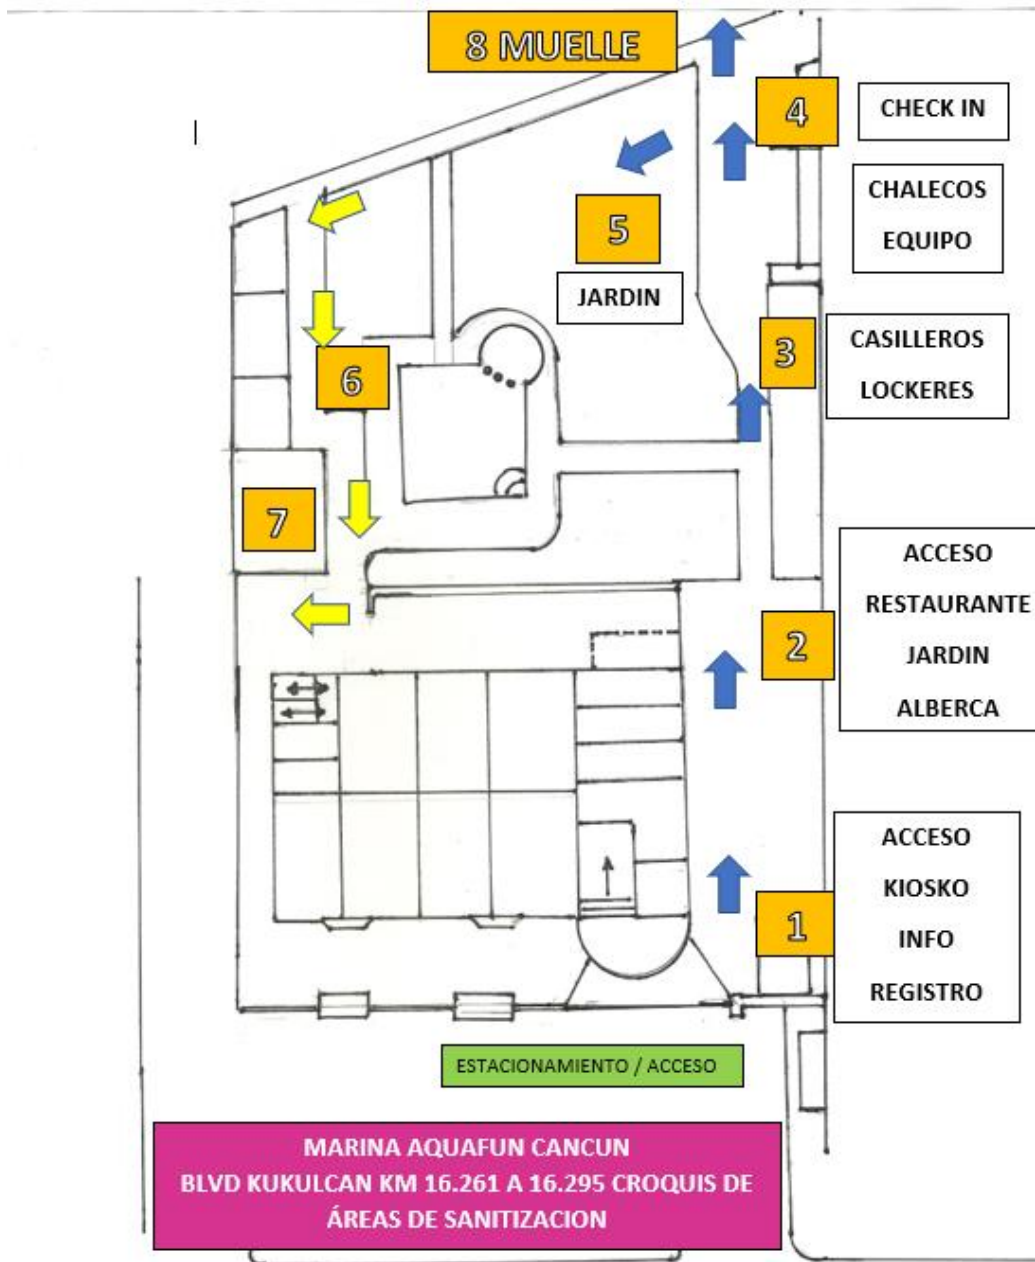 8 MUELLE
4
CHECK IN
CHALECOS
EQUIPO
5
JARDIN
3
CASILLEROS
LOCKERES
6
7
2
ACCESO
RESTAURANTE
JARDIN
ALBERCA
1
ACCESO
KIOSKO
INFO
REGISTRO
ESTACIONAMIENTO / ACCESO
MARINA AQUAFUN CANCUN
BLVD KUKULCAN KM 16.261 A 16.295 CROQUIS DE
ÁREAS DE SANITIZACION